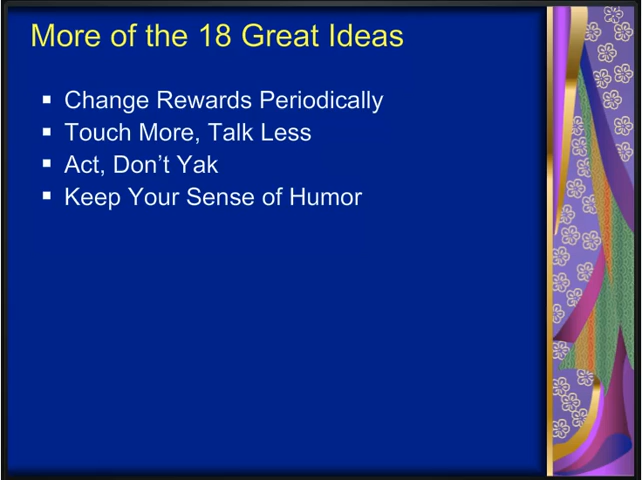 More of the 18 Great Ideas
▪ Change Rewards Periodically
▪ Touch More, Talk Less
▪ Act, Don’t Yak
▪ Keep Your Sense of Humor